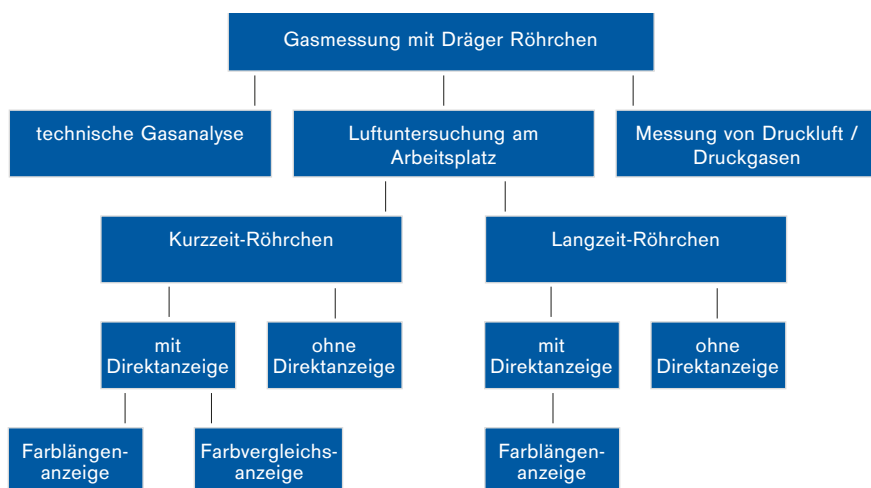 Gasmessung mit Dräger Röhrchen
technische Gasanalyse
Luftuntersuchung am
Arbeitsplatz
Messung von Druckluft /
Druckgasen
Kurzzeit-Röhrchen
Langzeit-Röhrchen
mit
Direktanzeige
ohne
Direktanzeige
mit
Direktanzeige
ohne
Direktanzeige
Farblängen-
anzeige
Farbvergleichs-
anzeige
Farblängen-
anzeige